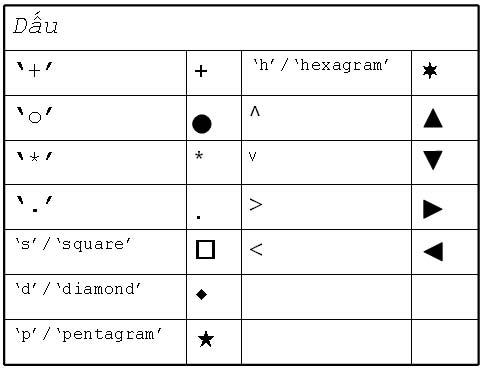 Dấu
‘+’ + ‘h’/‘hexagram’ ✶
‘○’ ● ^ ▲
‘*’ * v ▼
‘.’ . > ►
‘s’/‘square’ □ < ◄
‘d’/‘diamond’ ◆
‘p’/‘pentagram’ ★